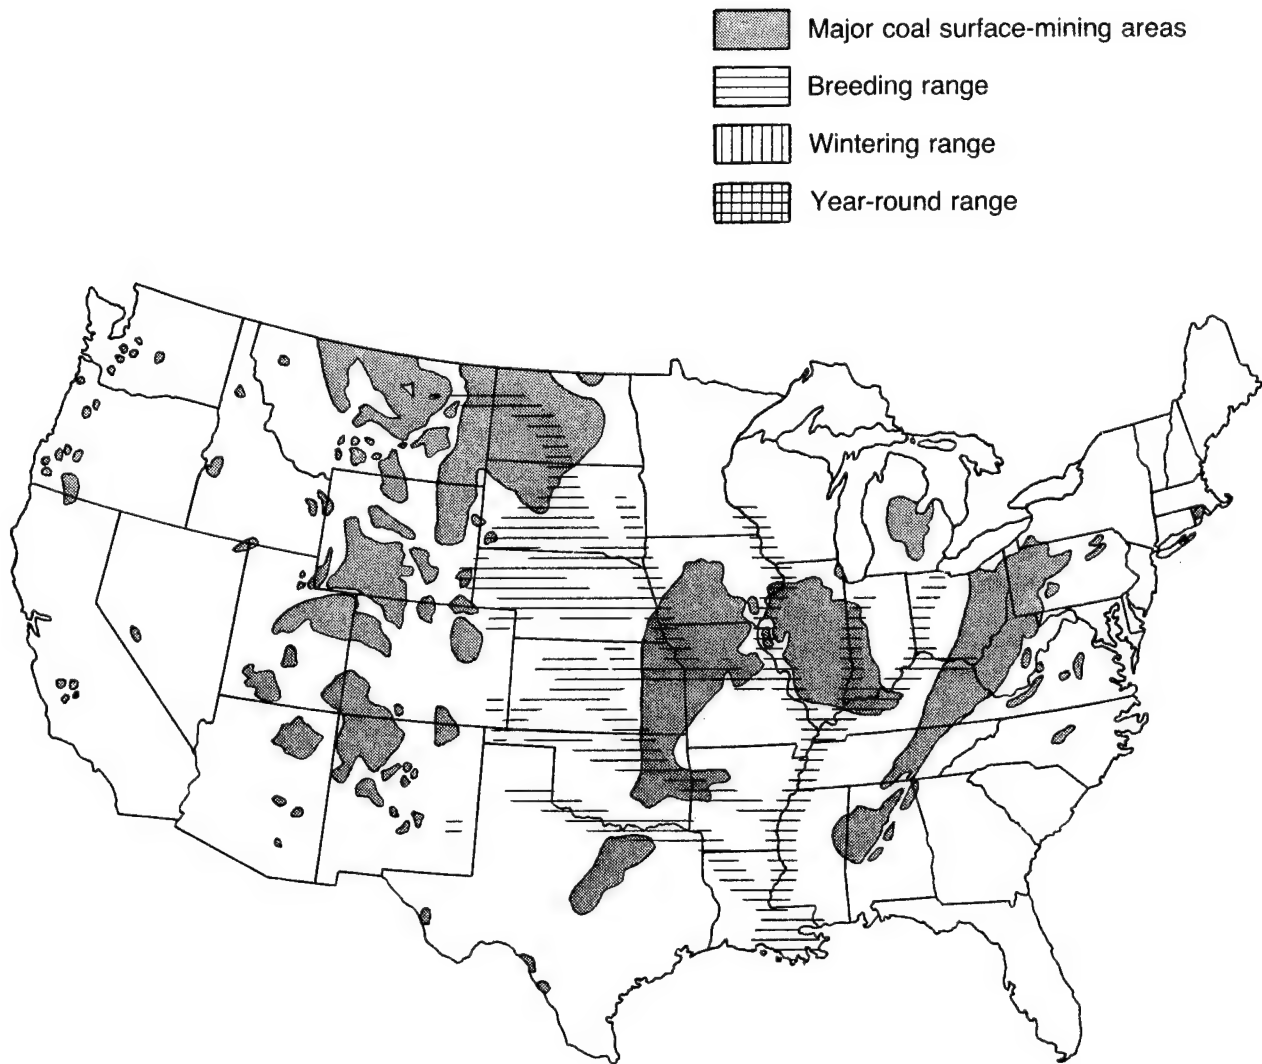 Major coal surface-mining areas
Breeding range
Wintering range
Year-round range